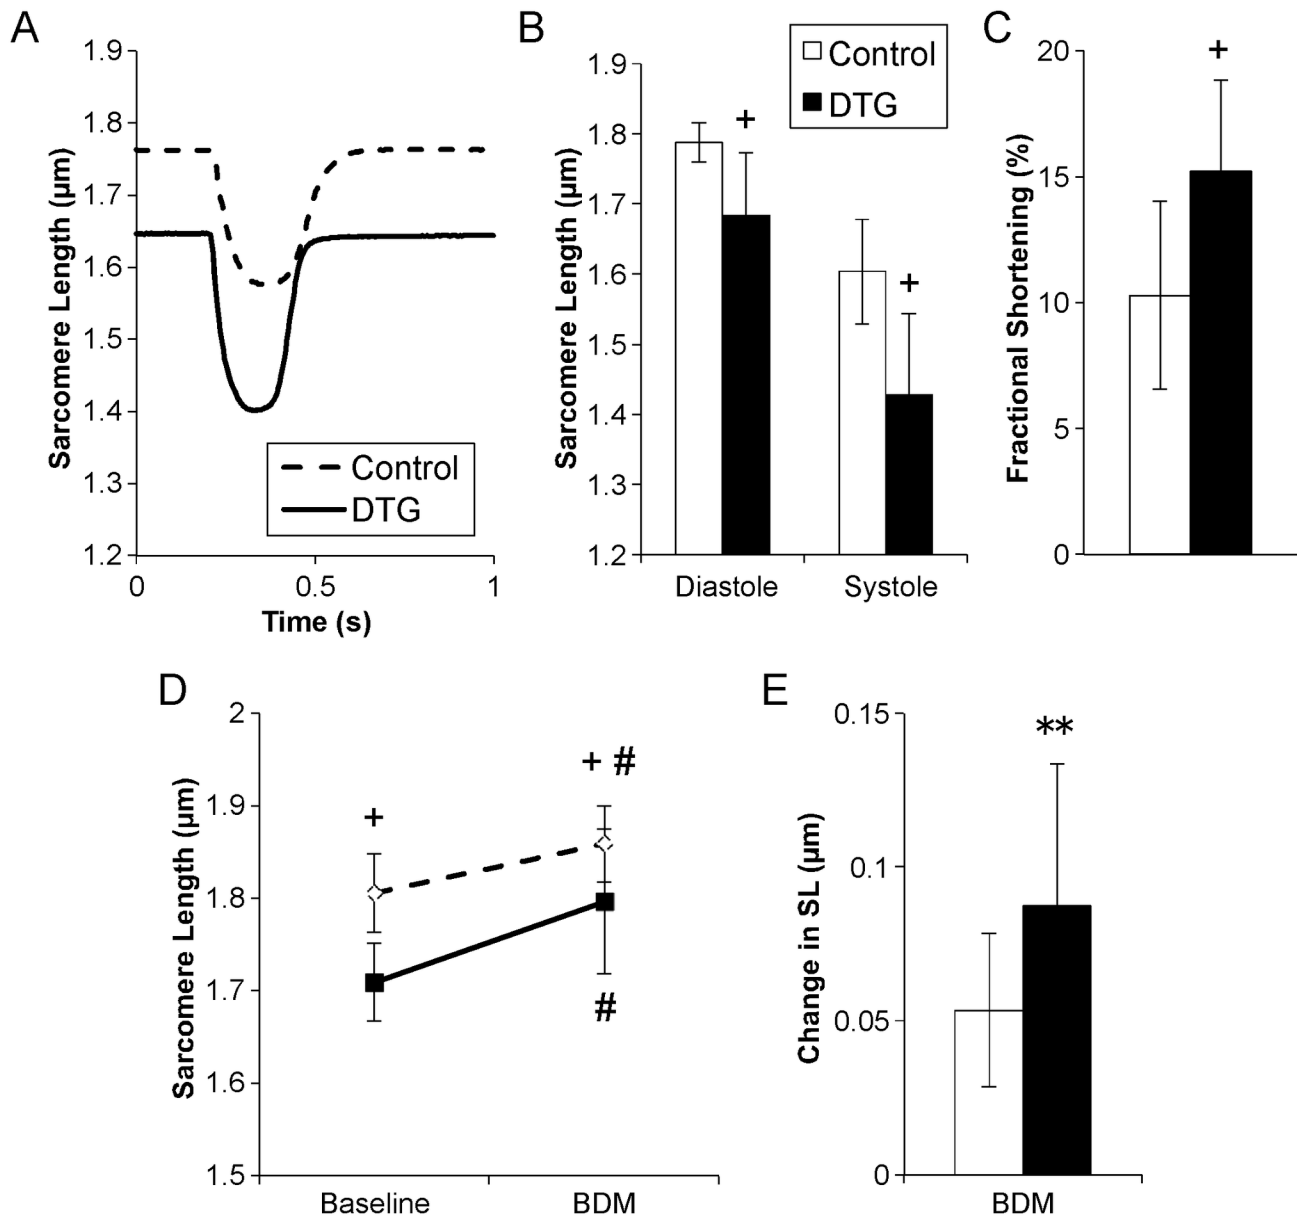 A
1.9
1.8
1.7
1.6
1.5
1.4
1.3
1.2
Sarcomere Length (µm)
0
0.5
1
Time (s)
Control
DTG
B
1.9
1.8
1.7
1.6
1.5
1.4
1.3
1.2
Sarcomere Length (µm)
Control
DTG
+
+
Diastole
Systole
C
20
15
10
5
0
Fractional Shortening (%)
+
D
2
1.9
1.8
1.7
1.6
1.5
Sarcomere Length (µm)
+
+ #
#
Baseline
BDM
E
0.15
0.1
0.05
0
Change in SL (µm)
**
BDM